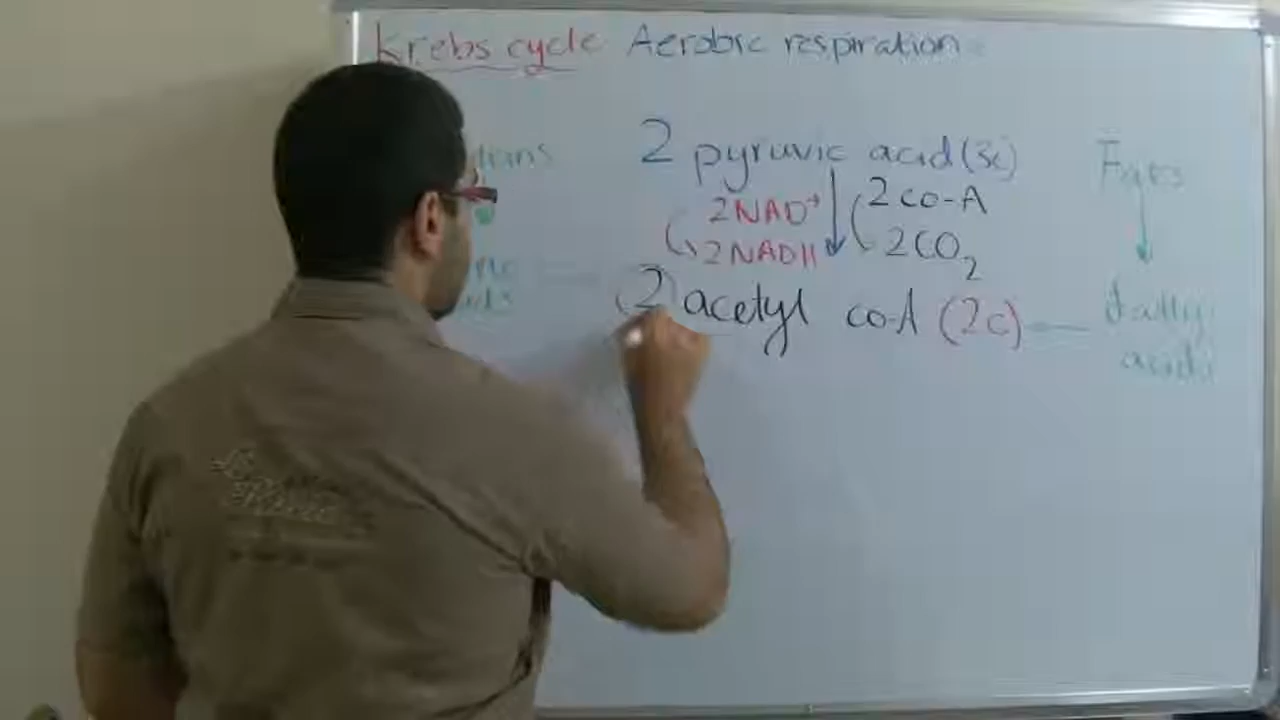 Krebs cycle Aerobic respiration
2 pyruvic acid (3c)
2NAD+
2 co-A
2NADH
2CO2
(2) acetyl co-A (2c)
Fats
acids